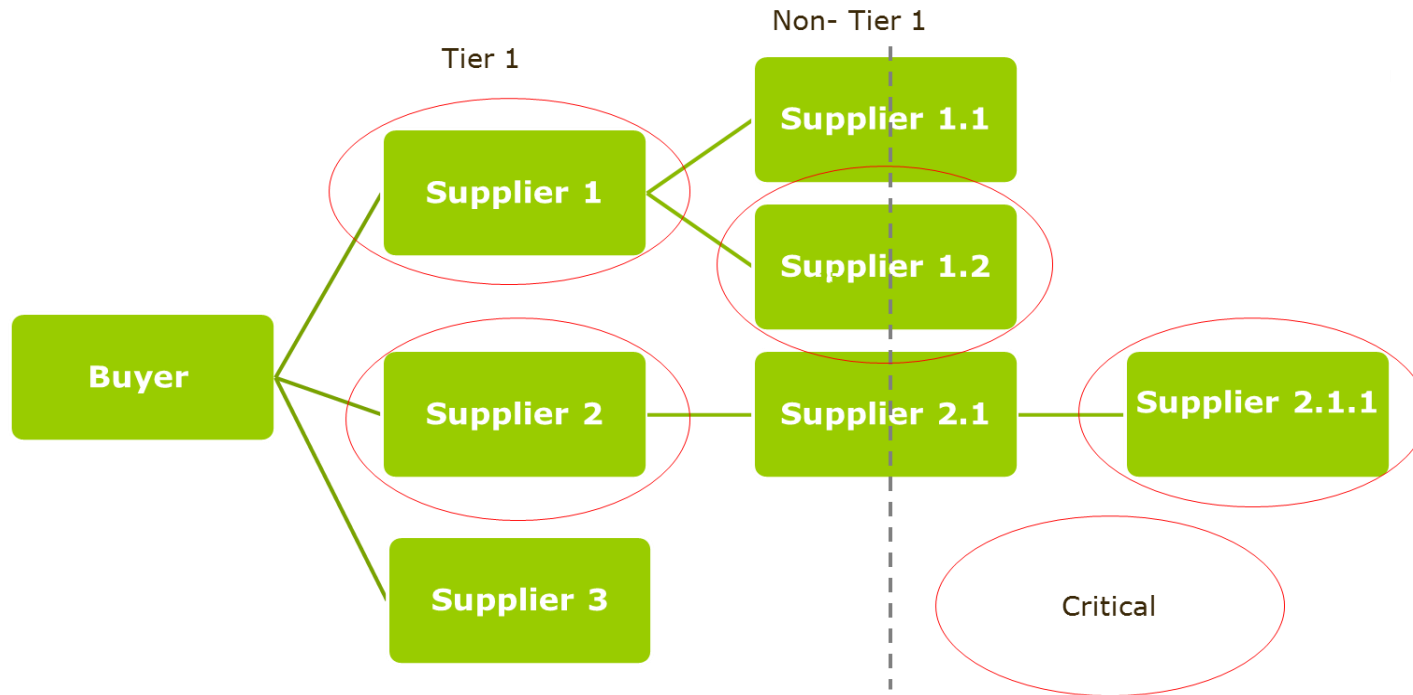 Non- Tier 1
Tier 1
Supplier 1.1
Supplier 1
Supplier 1.2
Buyer
Supplier 2
Supplier 2.1
Supplier 2.1.1
Supplier 3
Critical